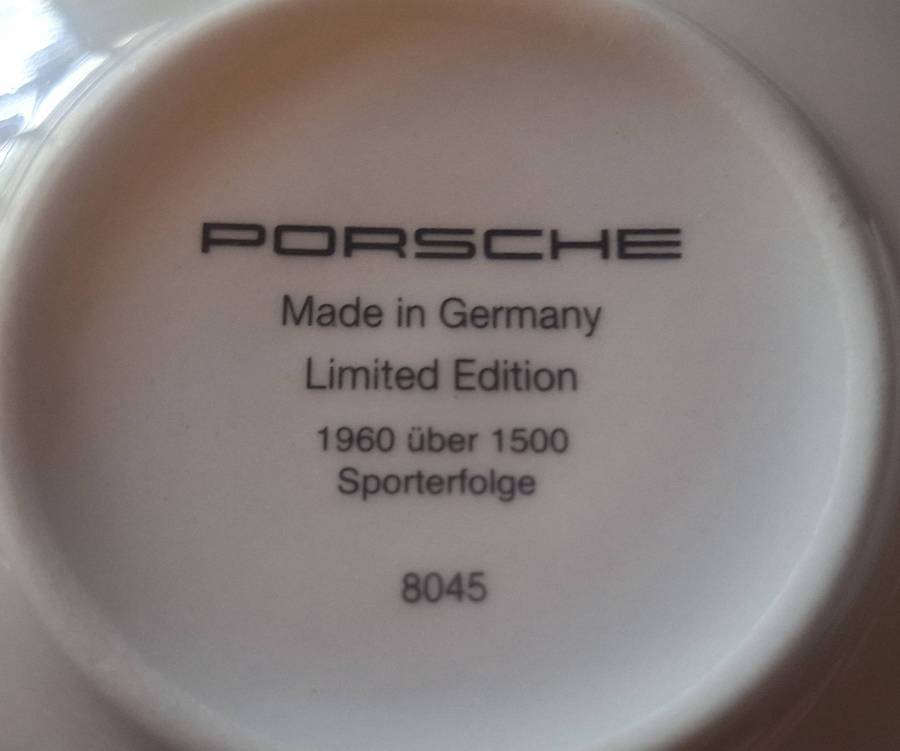 PORSCHE
Made in Germany
Limited Edition
1960 über 1500
Sporterfolge
8045